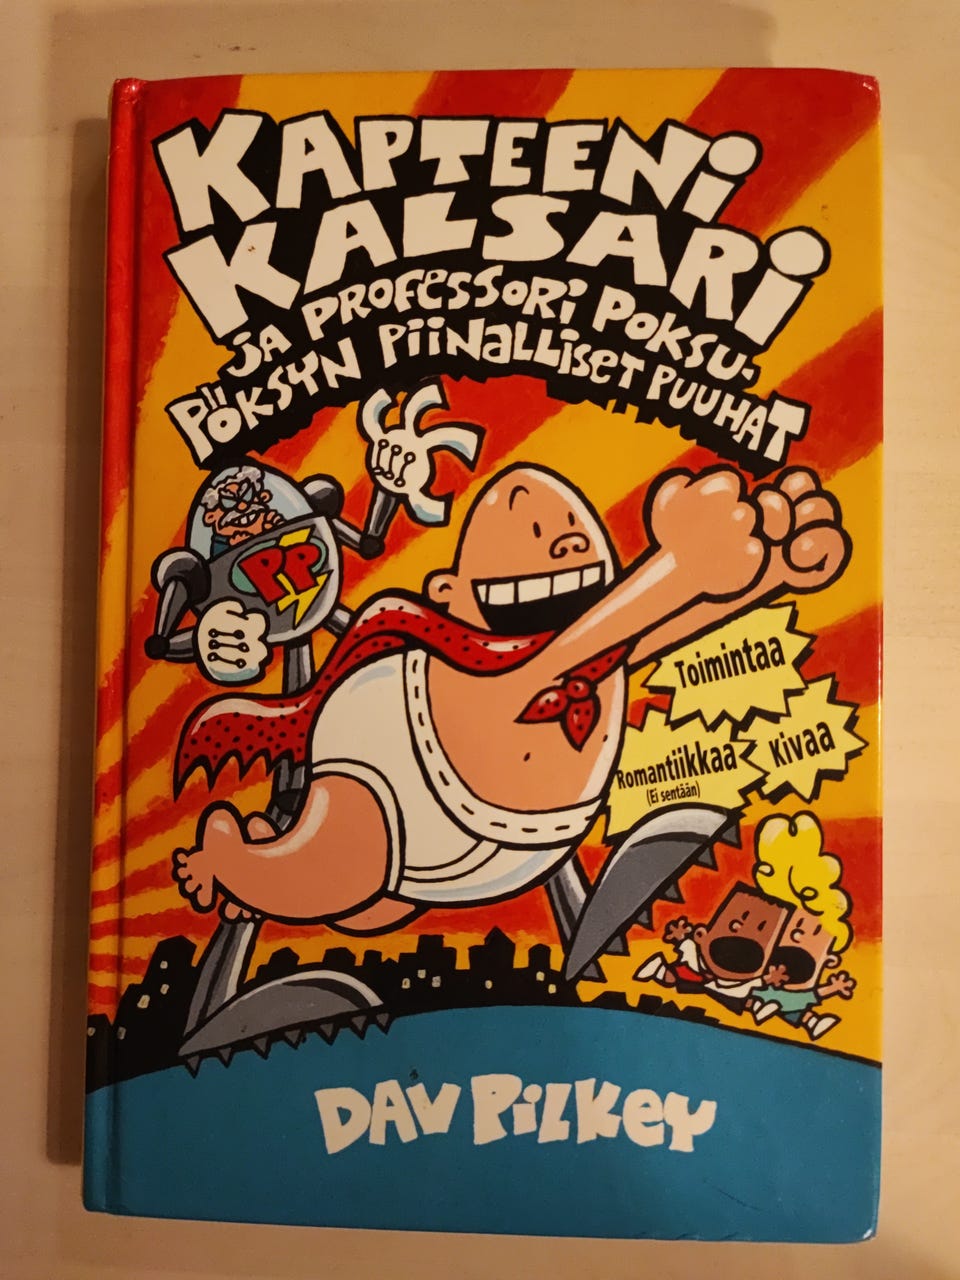 KAPTEENI
KALSARI
JA PROFESSORI POKSU-
PÖKSYN PIINALLISET PUUHAT
PP
Toimintaa
Kivaa
Romantiikkaa
(Ei sentään)
DAV PILKEY